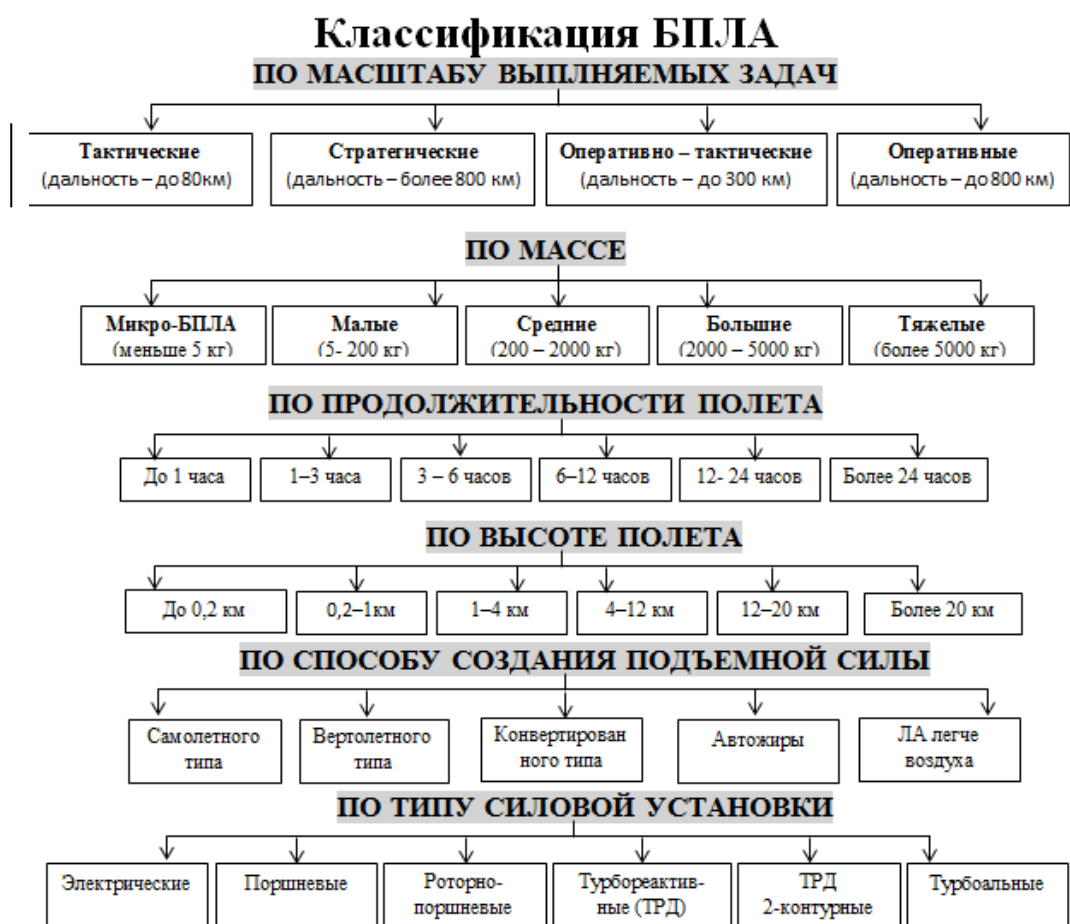 Классификация БПЛА
ПО МАСШТАБУ ВЫПЛНЯЕМЫХ ЗАДАЧ
Тактические
(дальность – до 80км)
Стратегические
(дальность – более 800 км)
Оперативно – тактические
(дальность – до 300 км)
Оперативные
(дальность – до 800 км)
ПО МАССЕ
Микро-БПЛА
(меньше 5 кг)
Малые
(5- 200 кг)
Средние
(200 – 2000 кг)
Большие
(2000 – 5000 кг)
Тяжелые
(более 5000 кг)
ПО ПРОДОЛЖИТЕЛЬНОСТИ ПОЛЕТА
До 1 часа
1–3 часа
3 – 6 часов
6–12 часов
12- 24 часов
Более 24 часов
ПО ВЫСОТЕ ПОЛЕТА
До 0,2 км
0,2–1км
1–4 км
4–12 км
12–20 км
Более 20 км
ПО СПОСОБУ СОЗДАНИЯ ПОДЪЕМНОЙ СИЛЫ
Самолетного
типа
Вертолетного
типа
Конвертирован
ного типа
Автожиры
ЛА легче
воздуха
ПО ТИПУ СИЛОВОЙ УСТАНОВКИ
Электрические
Поршневые
Роторно-
поршневые
Турбореактив-
ные (ТРД)
ТРД
2-контурные
Турбоальные